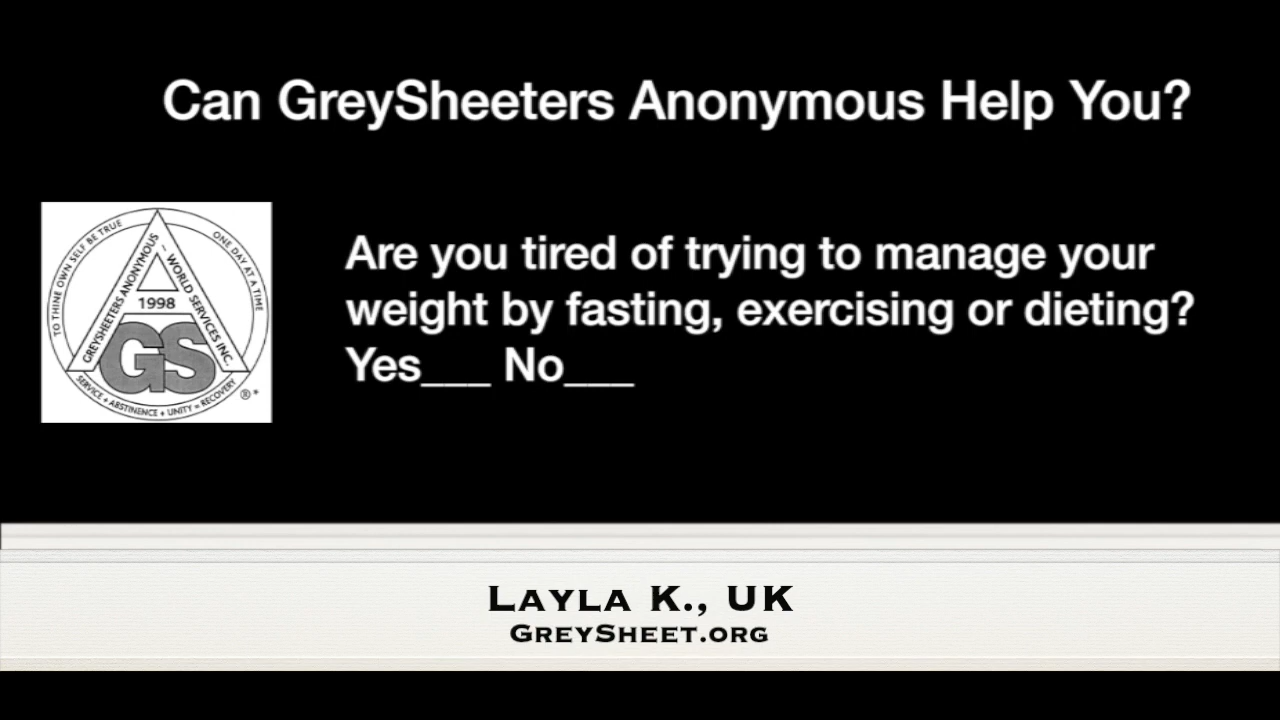 Can GreySheeters Anonymous Help You?
TO THINE OWN SELF BE TRUE
ONE DAY AT A TIME
GREYSHEETERS ANONYMOUS - WORLD SERVICES INC.
1998
GS
SERVICE + ABSTINENCE + UNITY = RECOVERY
®*
Are you tired of trying to manage your
weight by fasting, exercising or dieting?
Yes___ No___
LAYLA K., UK
GREYSHEET.ORG